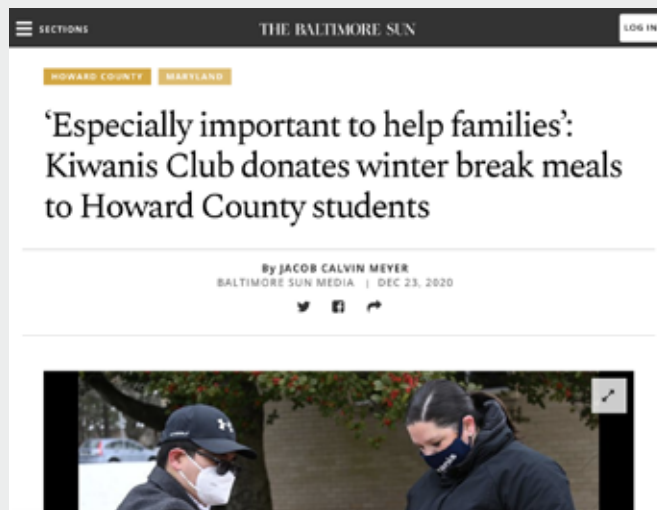 SECTIONS
THE BALTIMORE SUN
LOG IN
HOWARD COUNTY
MARYLAND
‘Especially important to help families’:
Kiwanis Club donates winter break meals
to Howard County students
By JACOB CALVIN MEYER
BALTIMORE SUN MEDIA | DEC 23, 2020